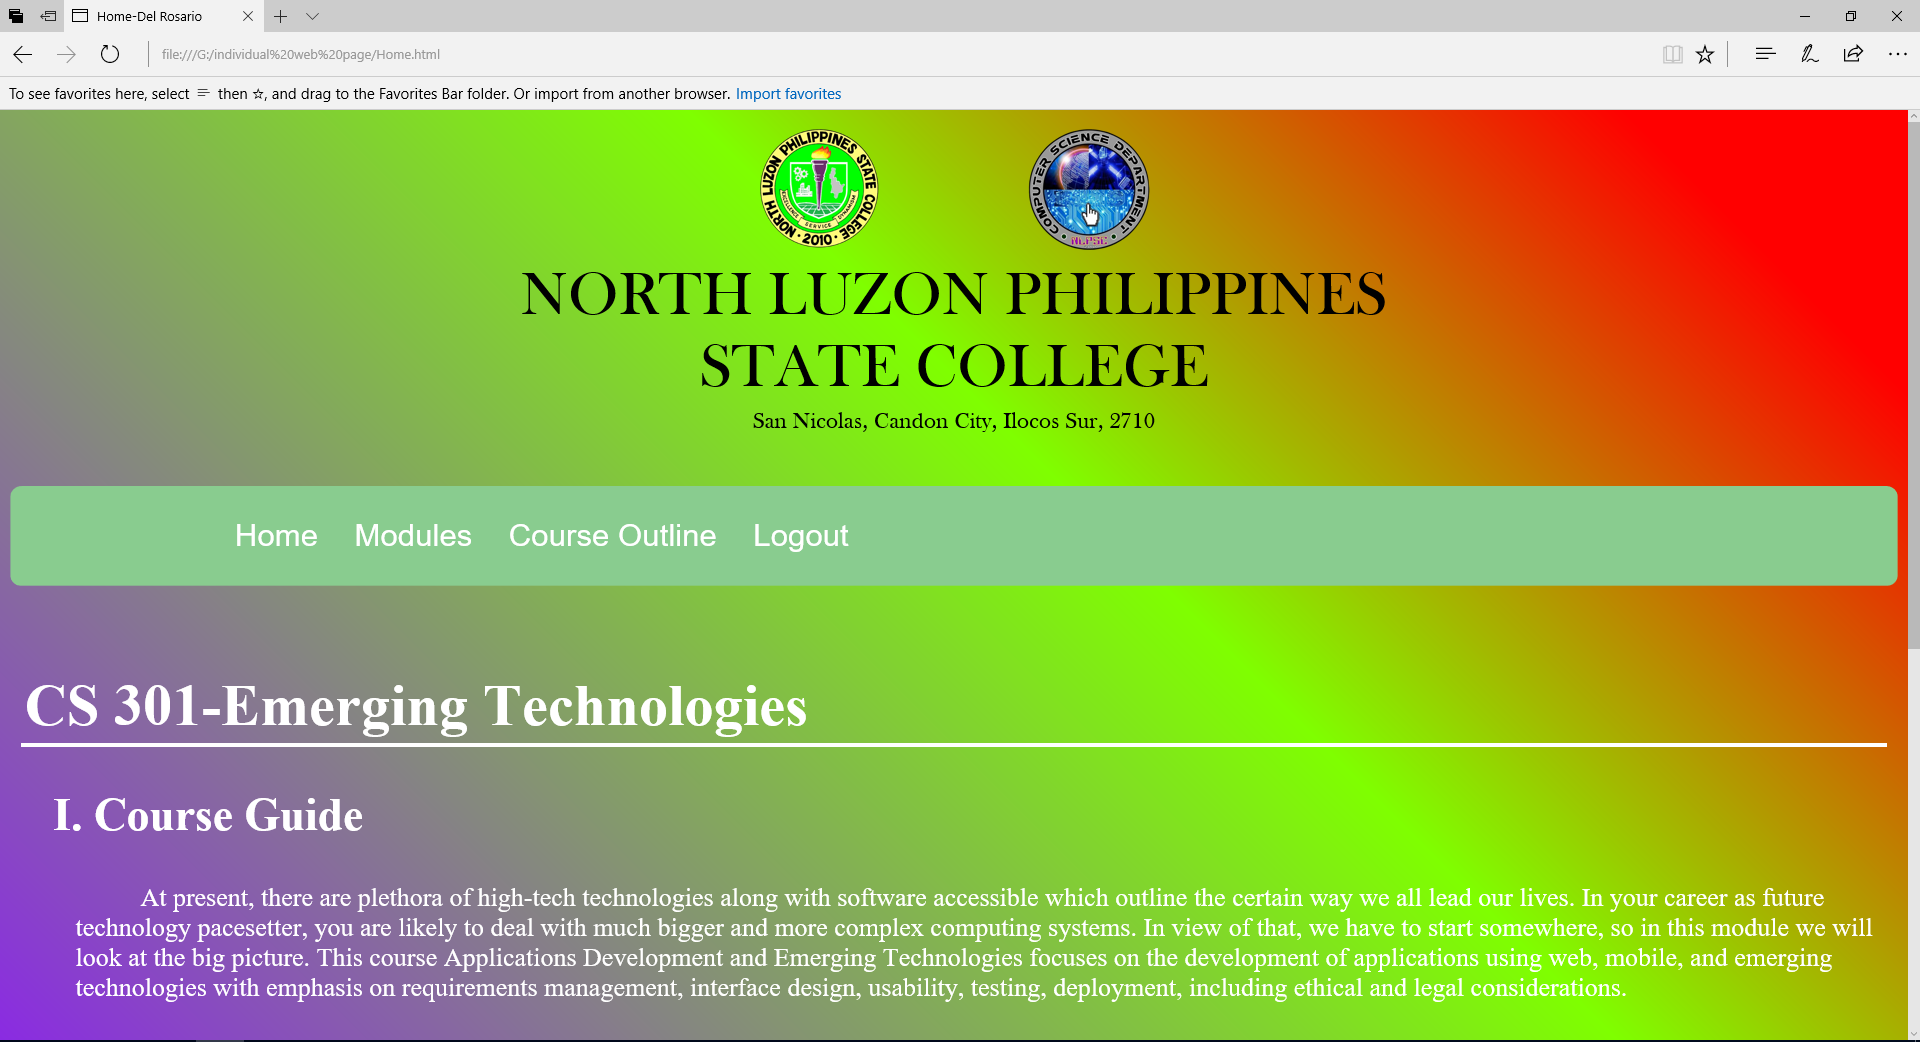 Home-Del Rosario
file:///G:/individual%20web%20page/Home.html
To see favorites here, select then ☆, and drag to the Favorites Bar folder. Or import from another browser. Import favorites
NORTH LUZON PHILIPPINES STATE COLLEGE
EXCELLENCE SERVICE DYNAMISM
· 2010 ·
COMPUTER SCIENCE DEPARTMENT
NLPSC
NORTH LUZON PHILIPPINES
STATE COLLEGE
San Nicolas, Candon City, Ilocos Sur, 2710
Home Modules Course Outline Logout
CS 301-Emerging Technologies
I. Course Guide
At present, there are plethora of high-tech technologies along with software accessible which outline the certain way we all lead our lives. In your career as future
technology pacesetter, you are likely to deal with much bigger and more complex computing systems. In view of that, we have to start somewhere, so in this module we will
look at the big picture. This course Applications Development and Emerging Technologies focuses on the development of applications using web, mobile, and emerging
technologies with emphasis on requirements management, interface design, usability, testing, deployment, including ethical and legal considerations.